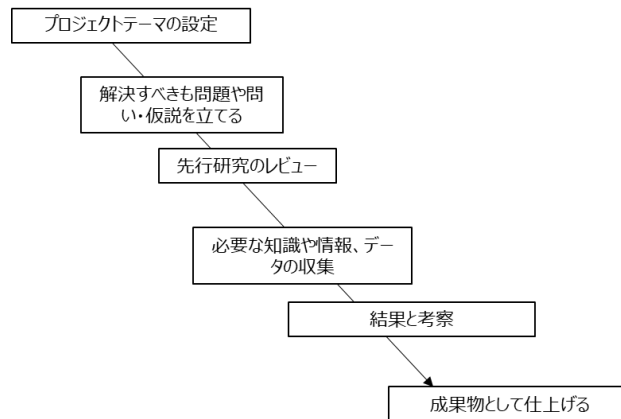 プロジェクトテーマの設定
解決すべきも問題や問
い・仮説を立てる
先行研究のレビュー
必要な知識や情報、デー
タの収集
結果と考察
成果物として仕上げる